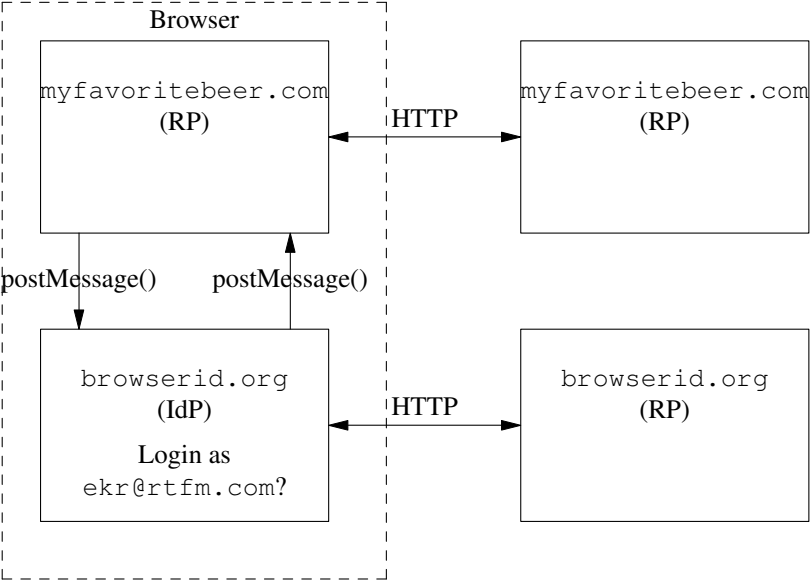 Browser
myfavoritebeer.com
(RP)
HTTP
myfavoritebeer.com
(RP)
postMessage()
postMessage()
browserid.org
(IdP)
Login as
ekr@rtfm.com?
HTTP
browserid.org
(RP)